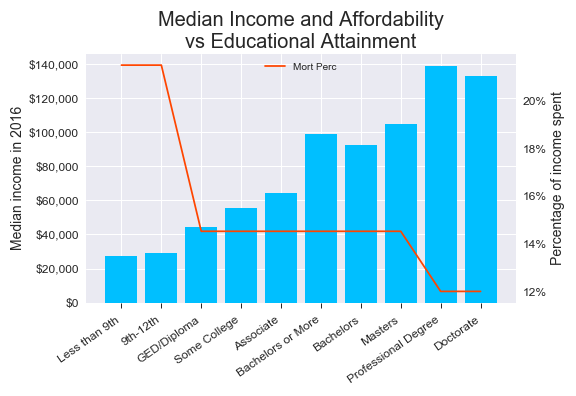 Median Income and Affordability
vs Educational Attainment
Mort Perc
Median income in 2016
$140,000
$120,000
$100,000
$80,000
$60,000
$40,000
$20,000
$0
Percentage of income spent
20%
18%
16%
14%
12%
Less than 9th
9th-12th
GED/Diploma
Some College
Associate
Bachelors or More
Bachelors
Masters
Professional Degree
Doctorate